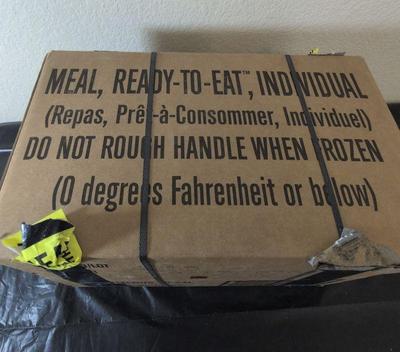 MEAL, READY-TO-EAT™, INDIVIDUAL
(Repas, Prêt-à-Consommer, Individuel)
DO NOT ROUGH HANDLE WHEN FROZEN
(0 degrees Fahrenheit or below)